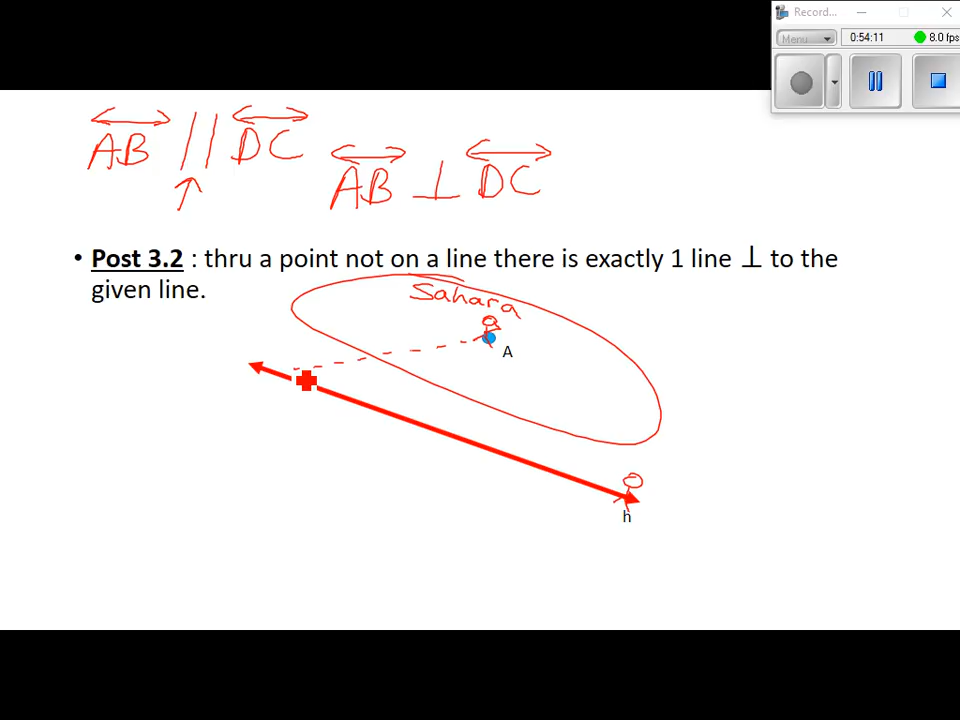 Record...
Menu
0:54:11
8.0 fps
AB // DC
AB ⊥ DC
• Post 3.2 : thru a point not on a line there is exactly 1 line ⊥ to the
given line.
Sahara
A
h